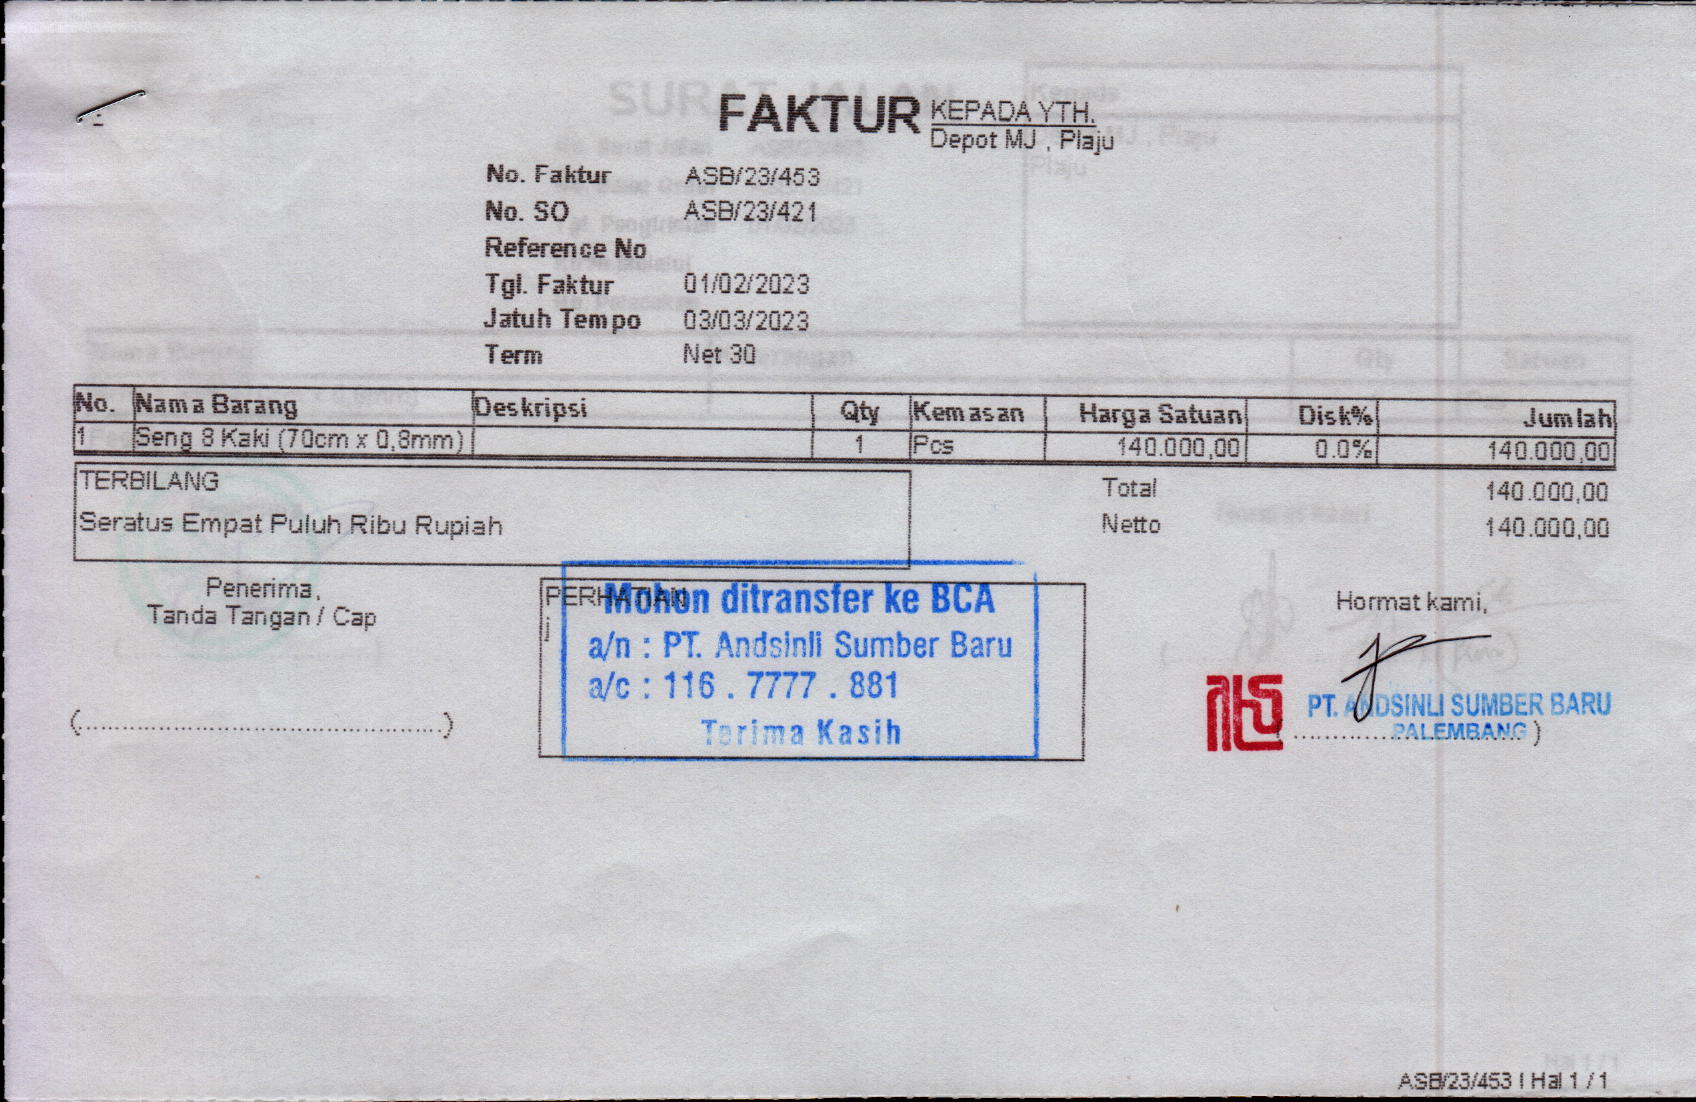 FAKTUR
KEPADA YTH.
Depot MJ , Plaju
No. Faktur ASB/23/453
No. SO ASB/23/421
Reference No
Tgl. Faktur 01/02/2023
Jatuh Tempo 03/03/2023
Term Net 30
No. Nama Barang Deskripsi Qty Kemasan Harga Satuan Disk% Jumlah
1 Seng 8 Kaki (70cm x 0,8mm) 1 Pcs 140.000,00 0.0% 140.000,00
TERBILANG
Seratus Empat Puluh Ribu Rupiah
Total 140.000,00
Netto 140.000,00
Penerima,
Tanda Tangan / Cap
(................................................)
PERHATIAN
j
Mohon ditransfer ke BCA
a/n : PT. Andsinli Sumber Baru
a/c : 116 . 7777 . 881
Terima Kasih
Hormat kami,
PT. ANDSINLI SUMBER BARU
PALEMBANG
ASB/23/453 | Hal 1 / 1